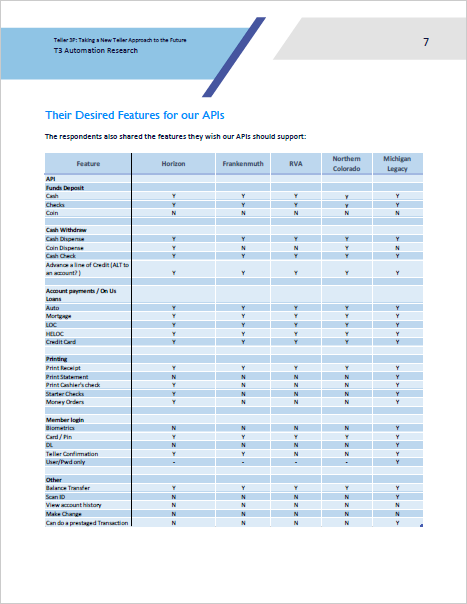 Teller 3P: Taking a New Teller Approach to the Future
T3 Automation Research
7
Their Desired Features for our APIs
The respondents also shared the features they wish our APIs should support:
Feature Horizon Frankenmuth RVA Northern Colorado Michigan Legacy
API
Funds Deposit
Cash Y Y Y y Y
Checks Y Y Y y Y
Coin N N N N N
Cash Withdraw
Cash Dispense Y Y Y Y Y
Coin Dispense Y N N Y N
Cash Check Y Y Y Y Y
Advance a line of Credit (ALT to
an account? ) Y Y Y Y Y
Account payments / On Us
Loans
Auto Y Y Y Y Y
Mortgage Y Y Y Y Y
LOC Y Y Y Y Y
HELOC Y Y Y Y Y
Credit Card Y Y Y Y Y
Printing
Print Receipt Y Y Y Y Y
Print Statement N N N N Y
Print Cashier's check Y N N N Y
Starter Checks Y N N N Y
Money Orders Y N N N Y
Member login
Biometrics N N N N Y
Card / Pin Y Y Y Y Y
DL N N N N Y
Teller Confirmation Y Y N N Y
User/Pwd only - - - - Y
Other
Balance Transfer Y Y Y Y Y
Scan ID N N N N Y
View account history N N N N Y
Make Change N N N N N
Can do a prestaged Transaction N N N N Y